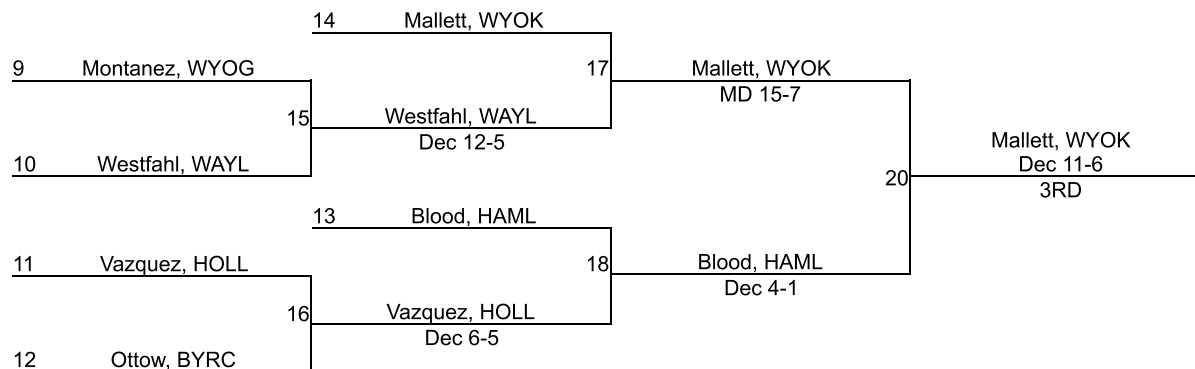 14 Mallett, WYOK
9 Montanez, WYOG
17 Mallett, WYOK
MD 15-7
15 Westfahl, WAYL
Dec 12-5
10 Westfahl, WAYL
Mallett, WYOK
20 Dec 11-6
3RD
13 Blood, HAML
11 Vazquez, HOLL
18 Blood, HAML
Dec 4-1
16 Vazquez, HOLL
Dec 6-5
12 Ottow, BYRC